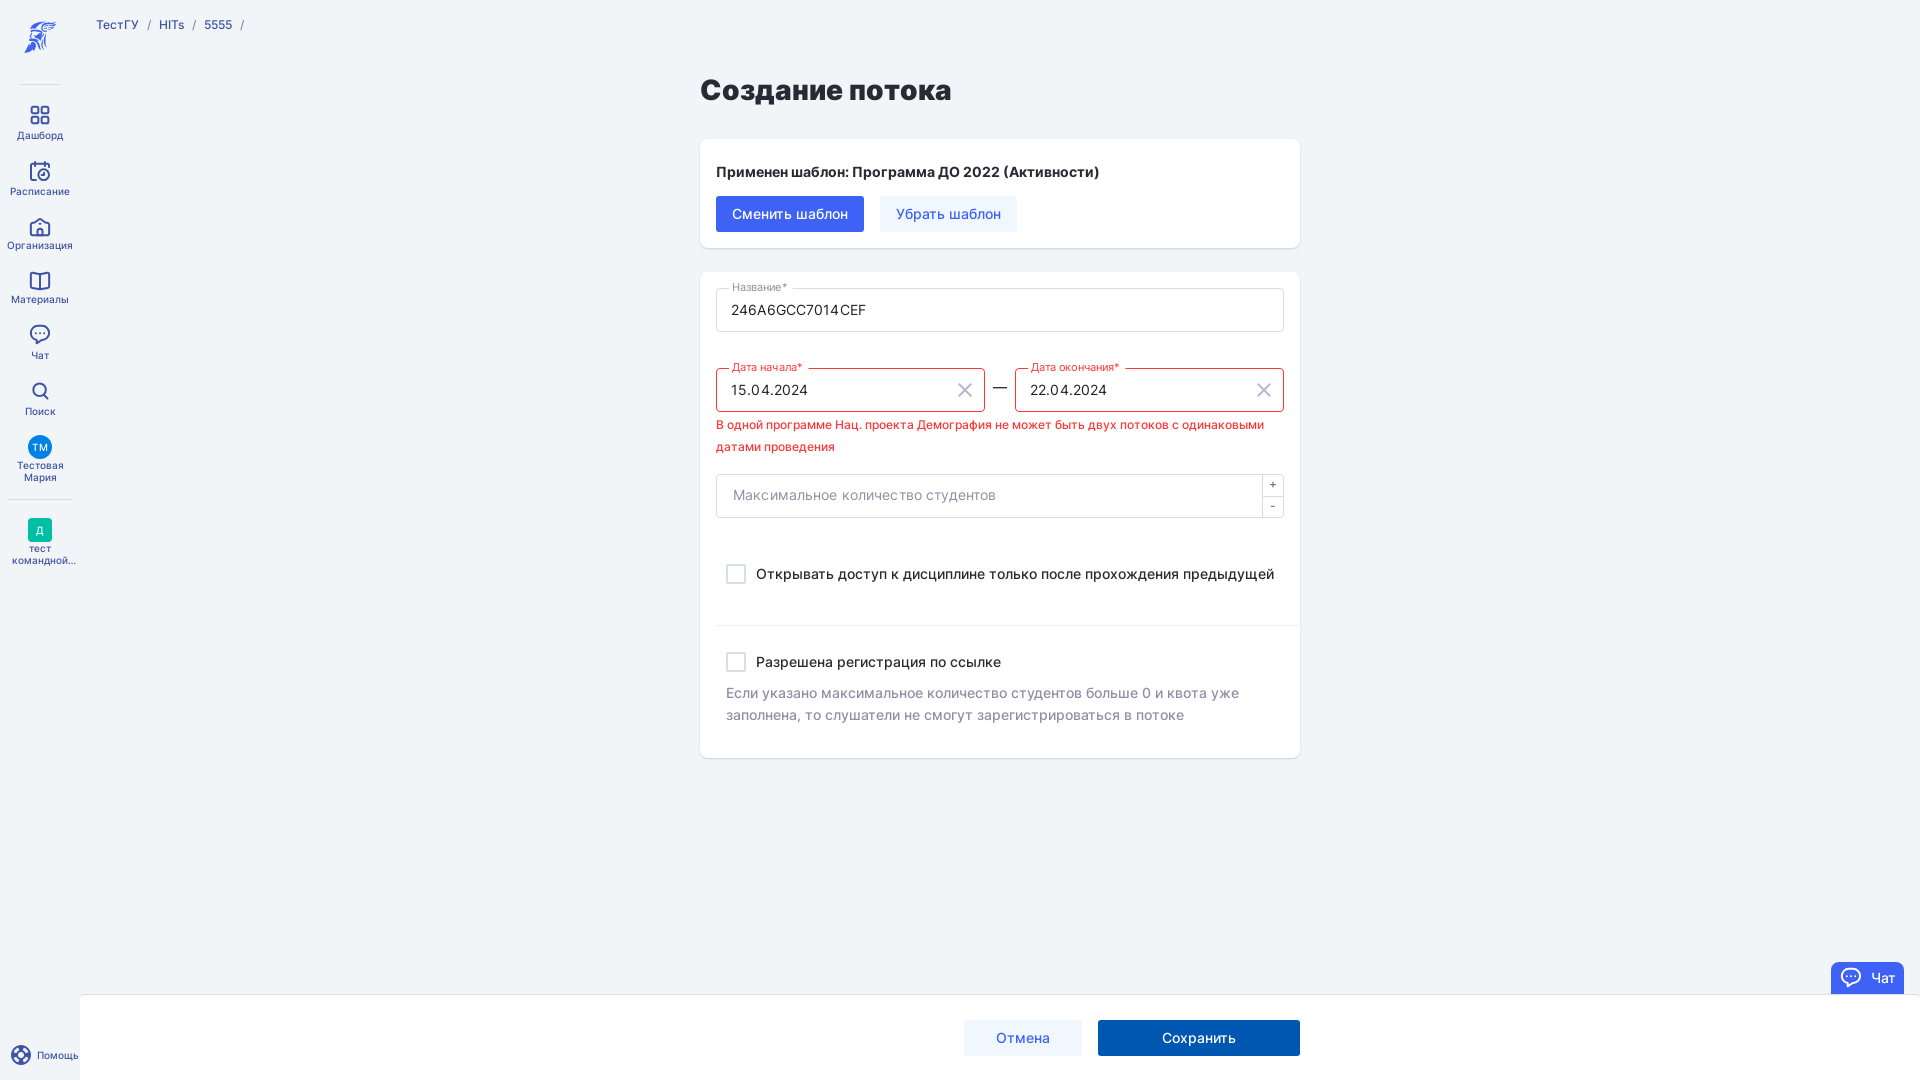 ТестГУ / HITs / 5555 /
Дашборд
Расписание
Организация
Материалы
Чат
Поиск
ТМ
Тестовая
Мария
Д
тест
командной...
Помощь
Создание потока
Применен шаблон: Программа ДО 2022 (Активности)
Сменить шаблон
Убрать шаблон
Название*
246A6GCC7014CEF
Дата начала*
15.04.2024
—
Дата окончания*
22.04.2024
В одной программе Нац. проекта Демография не может быть двух потоков с одинаковыми
датами проведения
Максимальное количество студентов
+
-
Открывать доступ к дисциплине только после прохождения предыдущей
Разрешена регистрация по ссылке
Если указано максимальное количество студентов больше 0 и квота уже
заполнена, то слушатели не смогут зарегистрироваться в потоке
Чат
Отмена
Сохранить